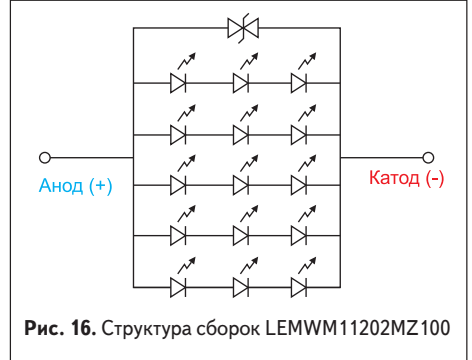 Анод (+)
Катод (-)
Рис. 16. Структура сборок LEMWM11202MZ100